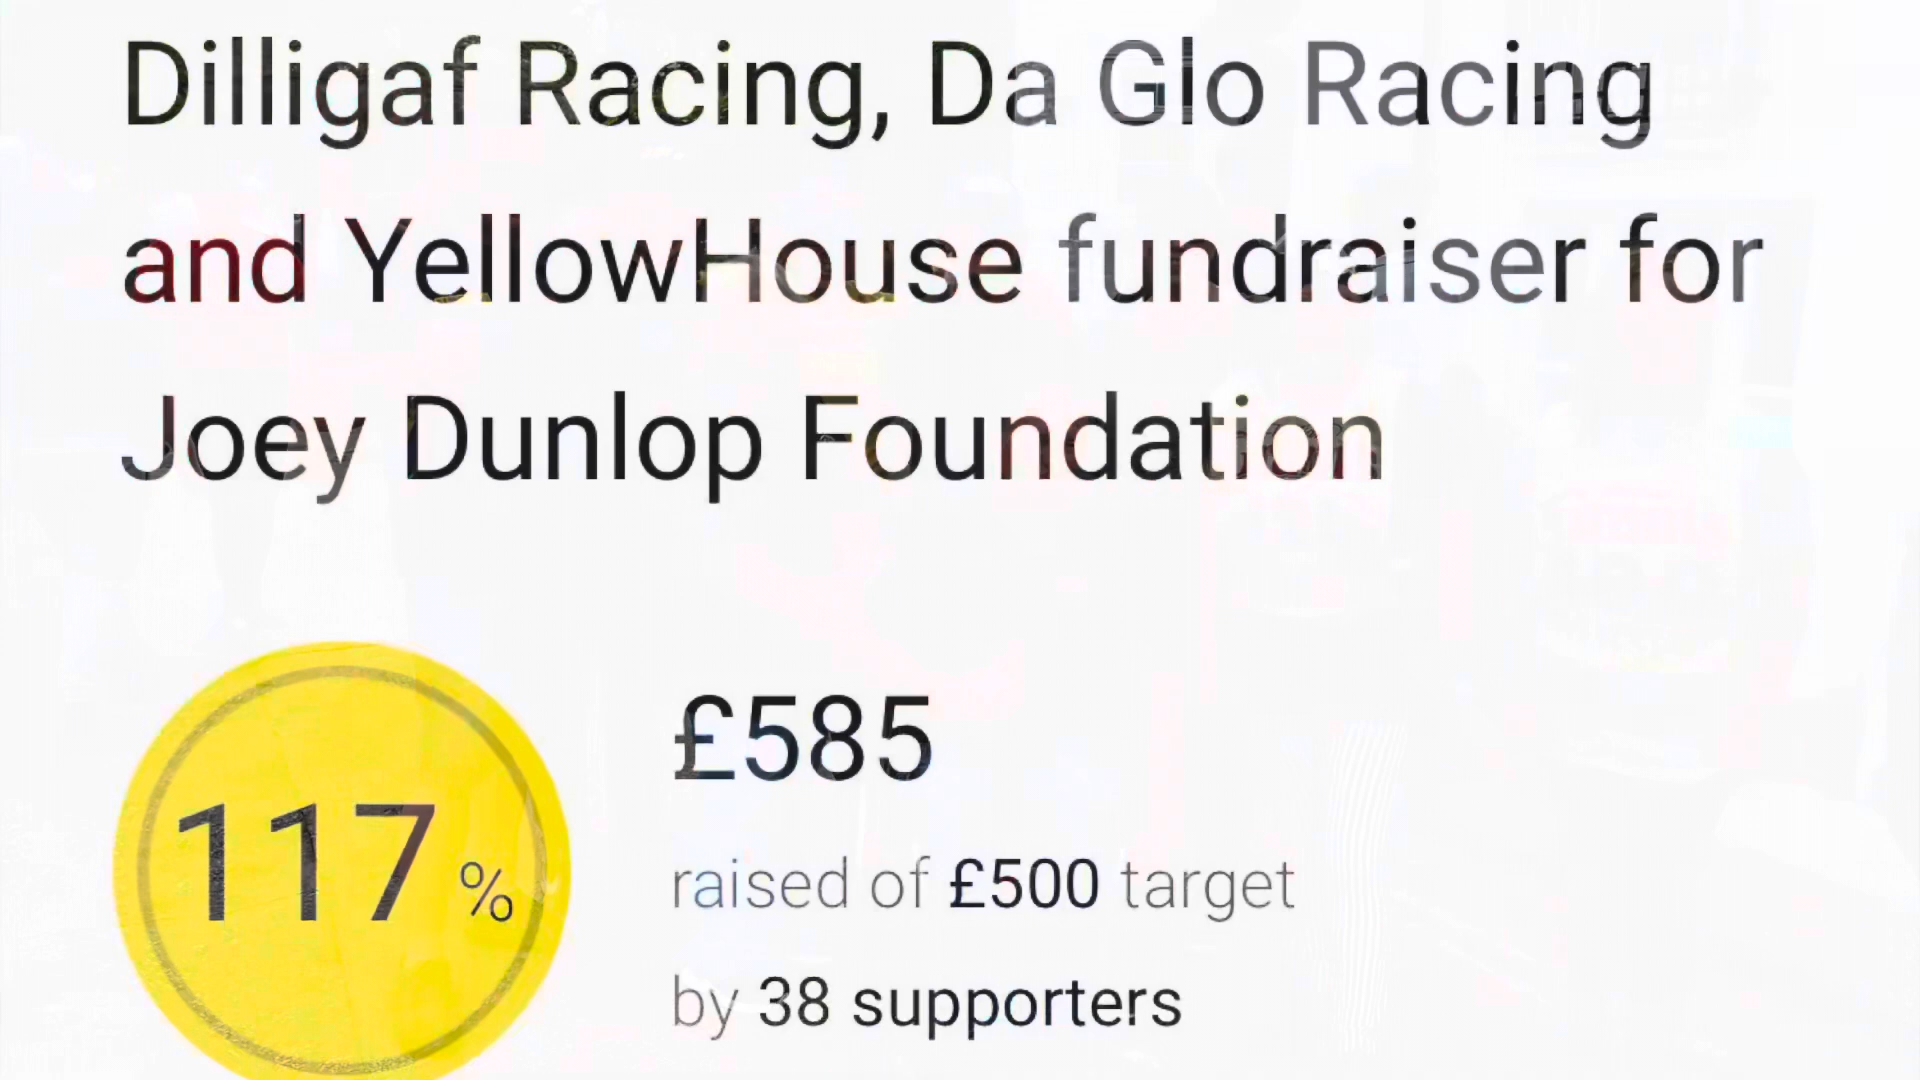 Dilligaf Racing, Da Glo Racing
and YellowHouse fundraiser for
Joey Dunlop Foundation
£585
117%
raised of £500 target
by 38 supporters